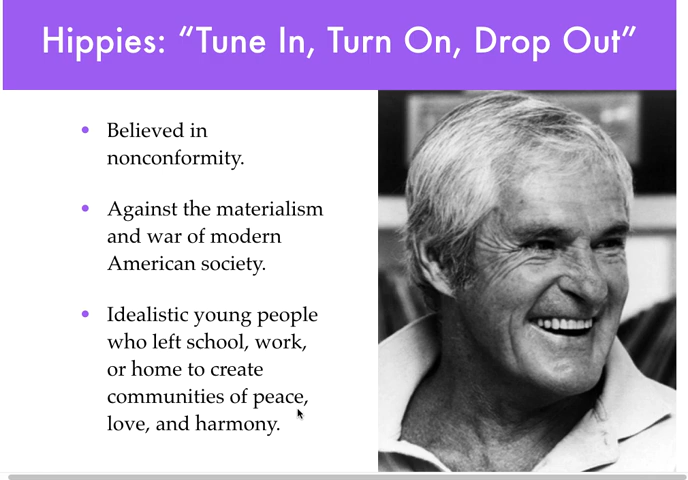 Hippies: “Tune In, Turn On, Drop Out”
Believed in
nonconformity.
Against the materialism
and war of modern
American society.
Idealistic young people
who left school, work,
or home to create
communities of peace,
love, and harmony.